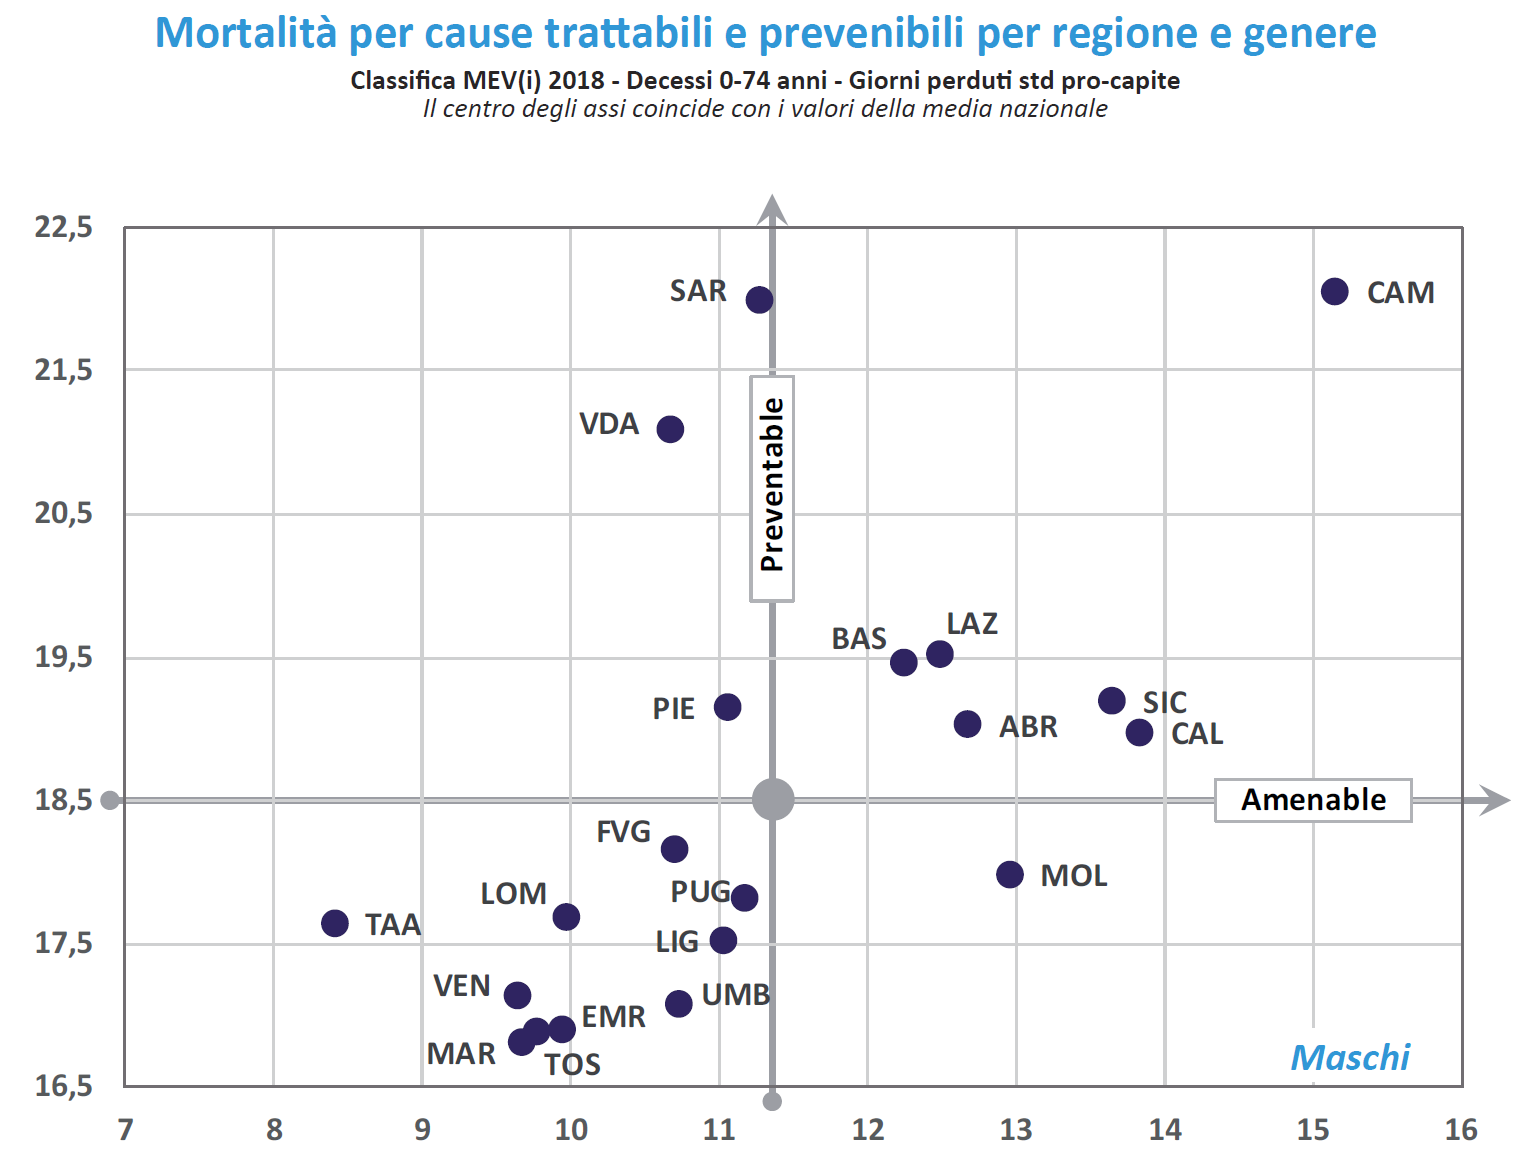 Mortalità per cause trattabili e prevenibili per regione e genere
Classifica MEV(i) 2018 - Decessi 0-74 anni - Giorni perduti std pro-capite
Il centro degli assi coincide con i valori della media nazionale
22,5
SAR
CAM
21,5
VDA
Preventable
20,5
LAZ
BAS
19,5
PIE
SIC
ABR
CAL
18,5
Amenable
FVG
MOL
PUG
LOM
TAA
LIG
17,5
VEN
UMB
EMR
MAR
TOS
Maschi
16,5
7 8 9 10 11 12 13 14 15 16